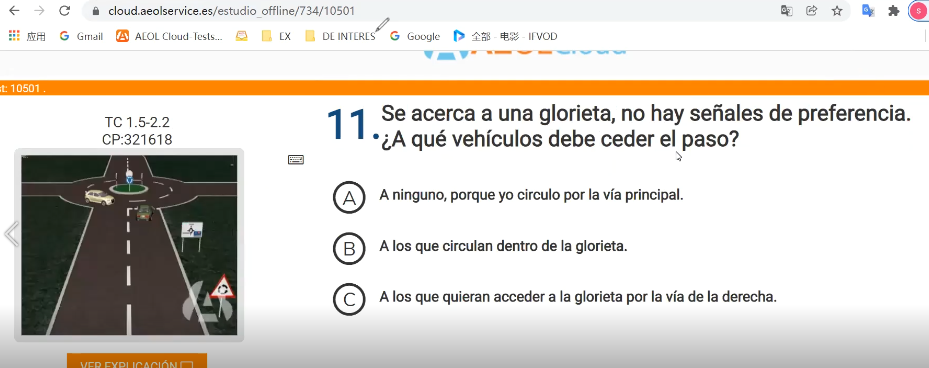 cloud.aeolservice.es/estudio_offline/734/10501
应用 Gmail AEOL Cloud-Tests... EX DE INTERES Google 全部 - 电影 - IFVOD
t: 10501 .
TC 1.5-2.2
CP:321618
11. Se acerca a una glorieta, no hay señales de preferencia.
¿A qué vehículos debe ceder el paso?
A A ninguno, porque yo circulo por la vía principal.
B A los que circulan dentro de la glorieta.
C A los que quieran acceder a la glorieta por la vía de la derecha.
VER EXPLICACIÓN